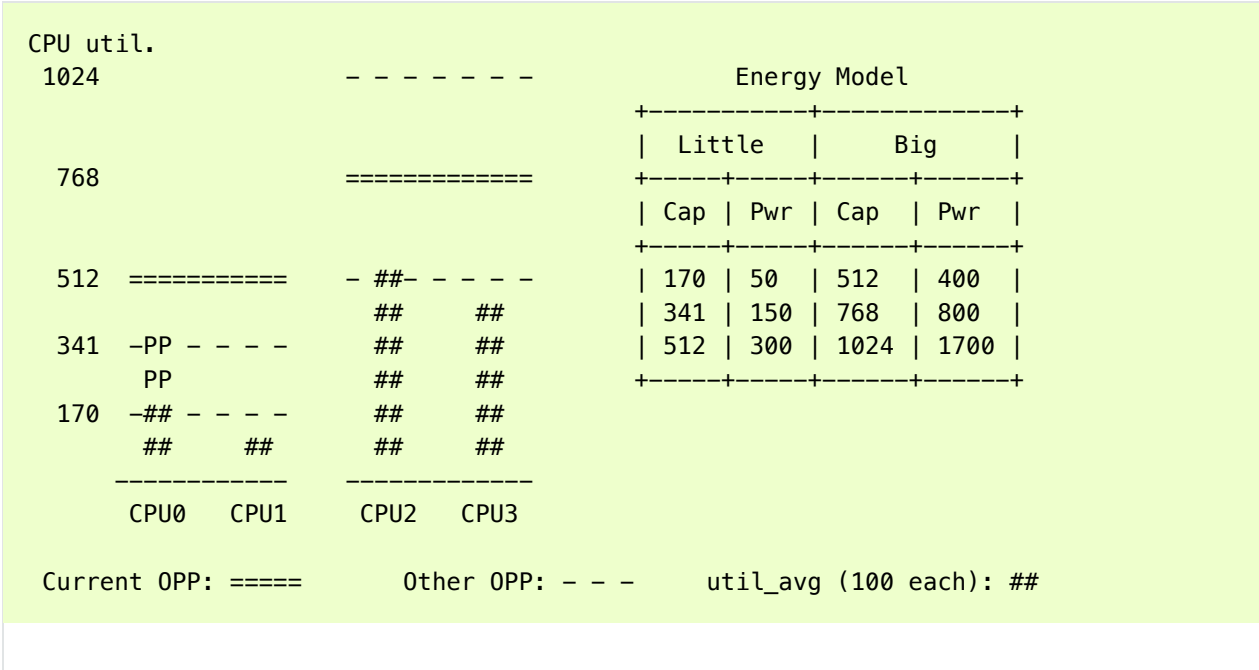 CPU util.
 1024                 - - - - - - -              Energy Model
                                          +-----------+-------------+
                                          |  Little   |     Big     |
  768                 =============       +-----+-----+------+------+
                                          | Cap | Pwr | Cap  | Pwr  |
                                          +-----+-----+------+------+
  512  ===========    - ##- - - - -       | 170 | 50  | 512  | 400  |
                        ##     ##         | 341 | 150 | 768  | 800  |
  341  -PP - - - -      ##     ##         | 512 | 300 | 1024 | 1700 |
        PP              ##     ##         +-----+-----+------+------+
  170  -## - - - -      ##     ##
        ##     ##       ##     ##
      ------------    -------------
       CPU0   CPU1     CPU2   CPU3

 Current OPP: =====       Other OPP: - - -     util_avg (100 each): ##